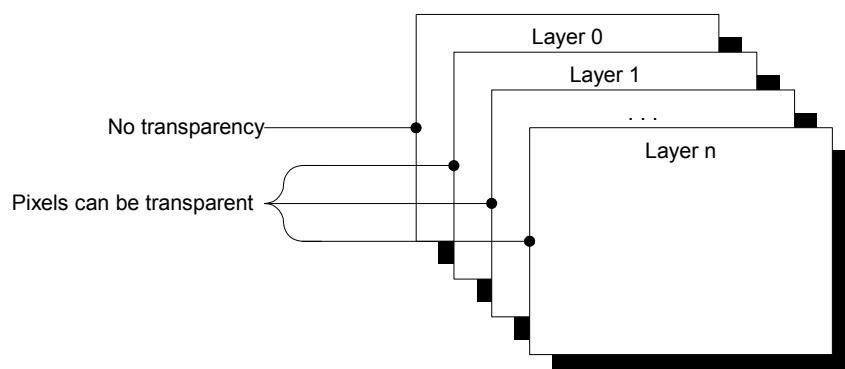 Layer 0
Layer 1
. . .
Layer n
No transparency
Pixels can be transparent